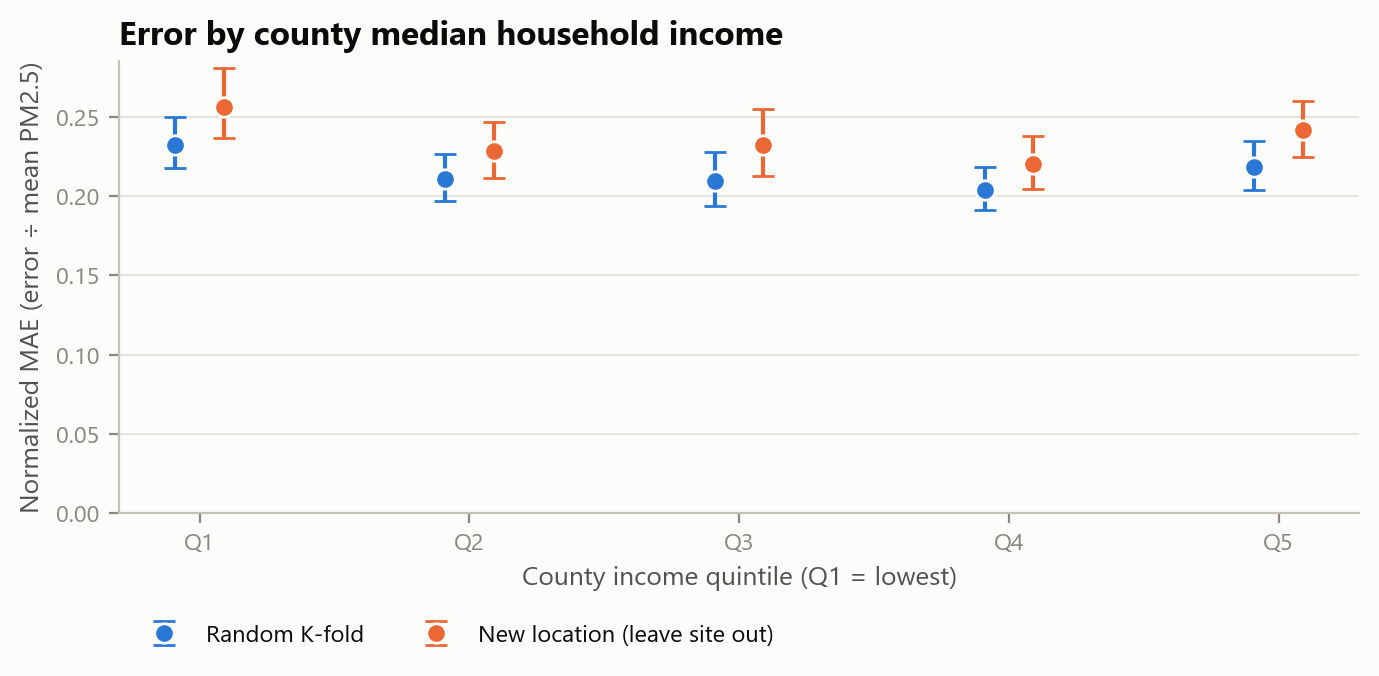 Error by county median household income
Normalized MAE (error ÷ mean PM2.5)
0.25
0.20
0.15
0.10
0.05
0.00
Q1 Q2 Q3 Q4 Q5
County income quintile (Q1 = lowest)
Random K-fold New location (leave site out)